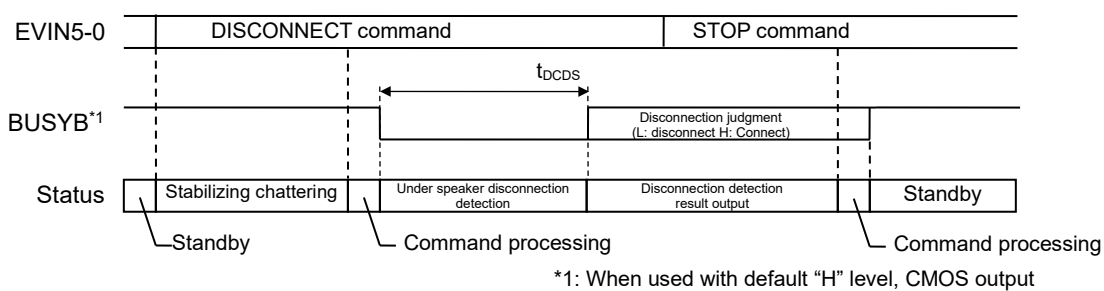 EVIN5-0 DISCONNECT command STOP command
tDCDS
BUSYB*1
Disconnection judgment
(L: disconnect H: Connect)
Status Stabilizing chattering Under speaker disconnection detection Disconnection detection result output Standby
Standby Command processing Command processing
*1: When used with default “H” level, CMOS output